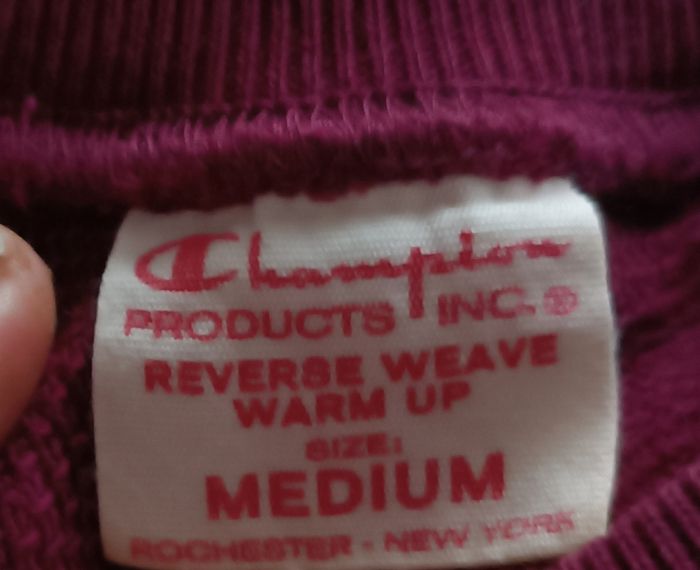 Champion
PRODUCTS INC.®
REVERSE WEAVE
WARM UP
SIZE:
MEDIUM
ROCHESTER - NEW YORK